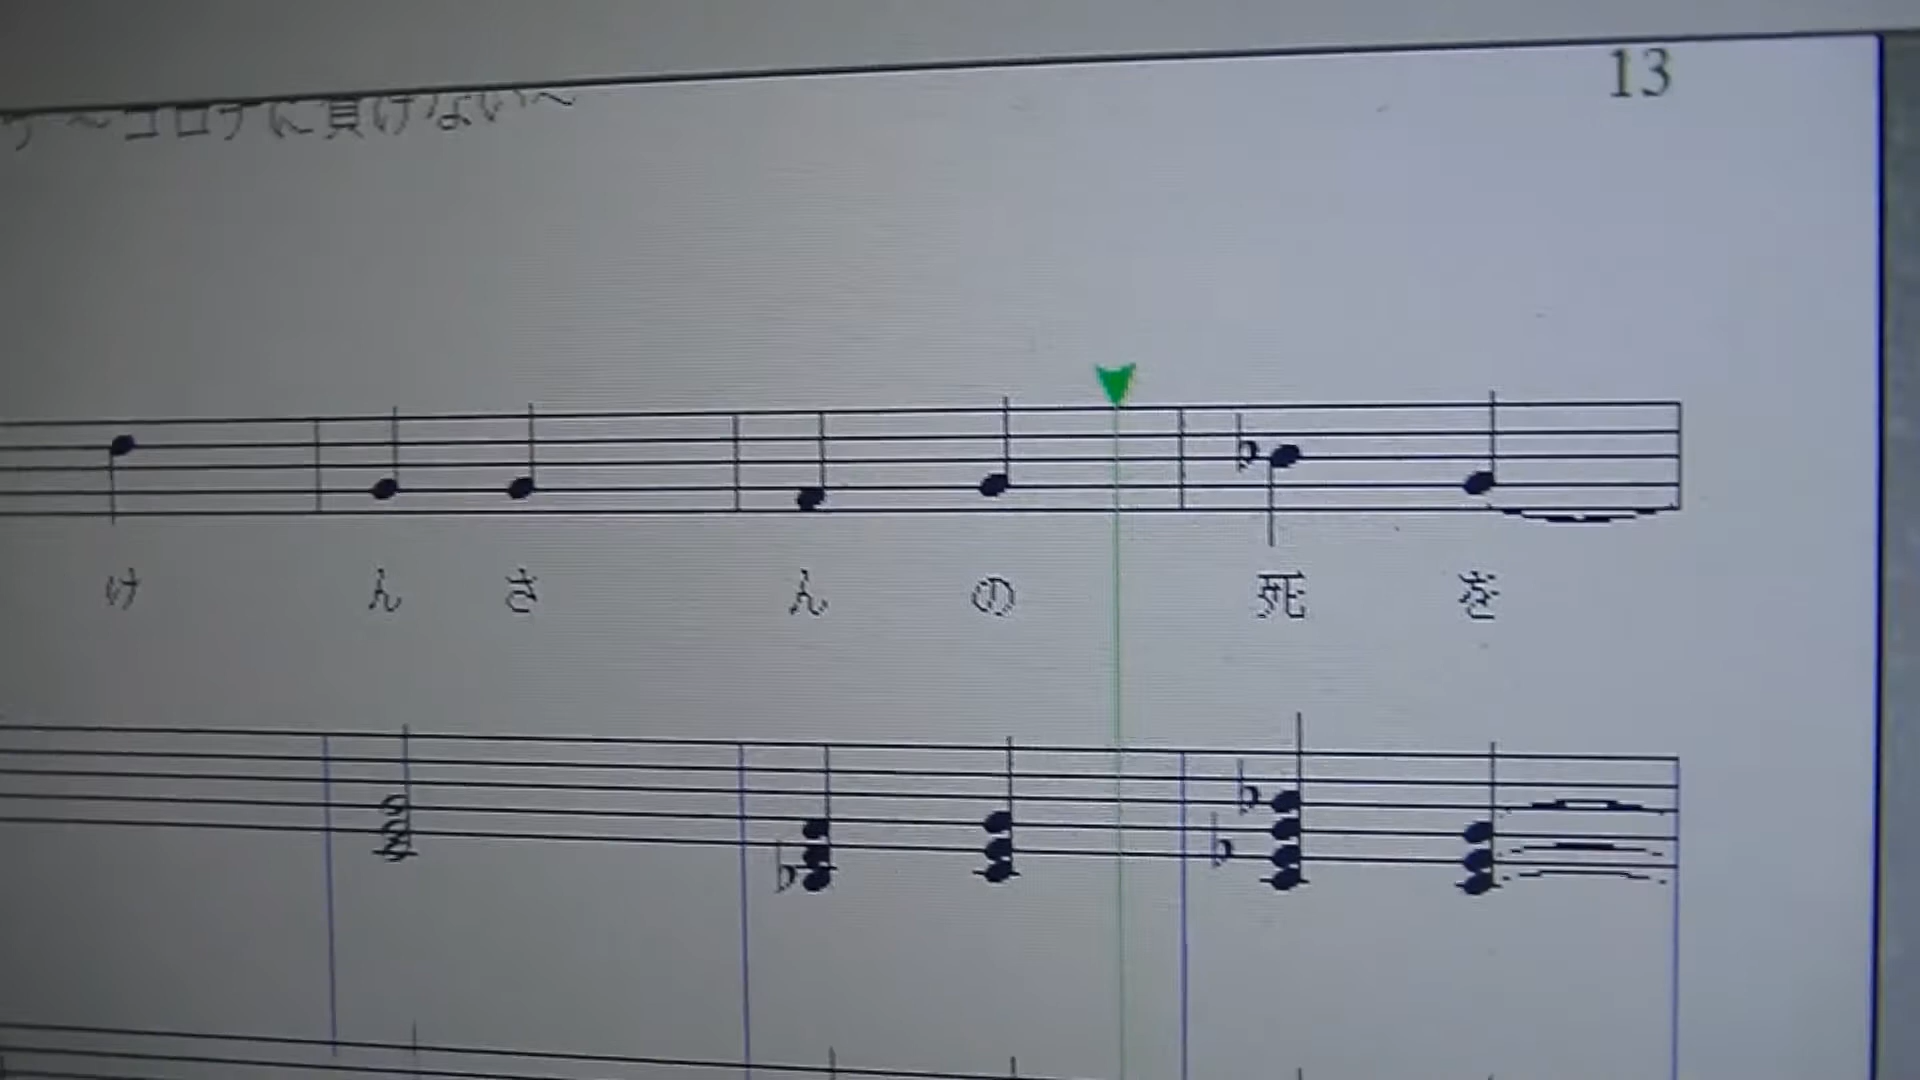 13
～コロナに負けない～
け ん さ ん の 死 を